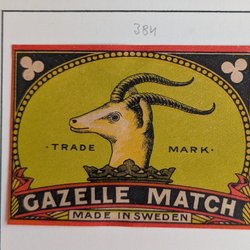 384
· TRADE MARK ·
GAZELLE MATCH
MADE IN SWEDEN